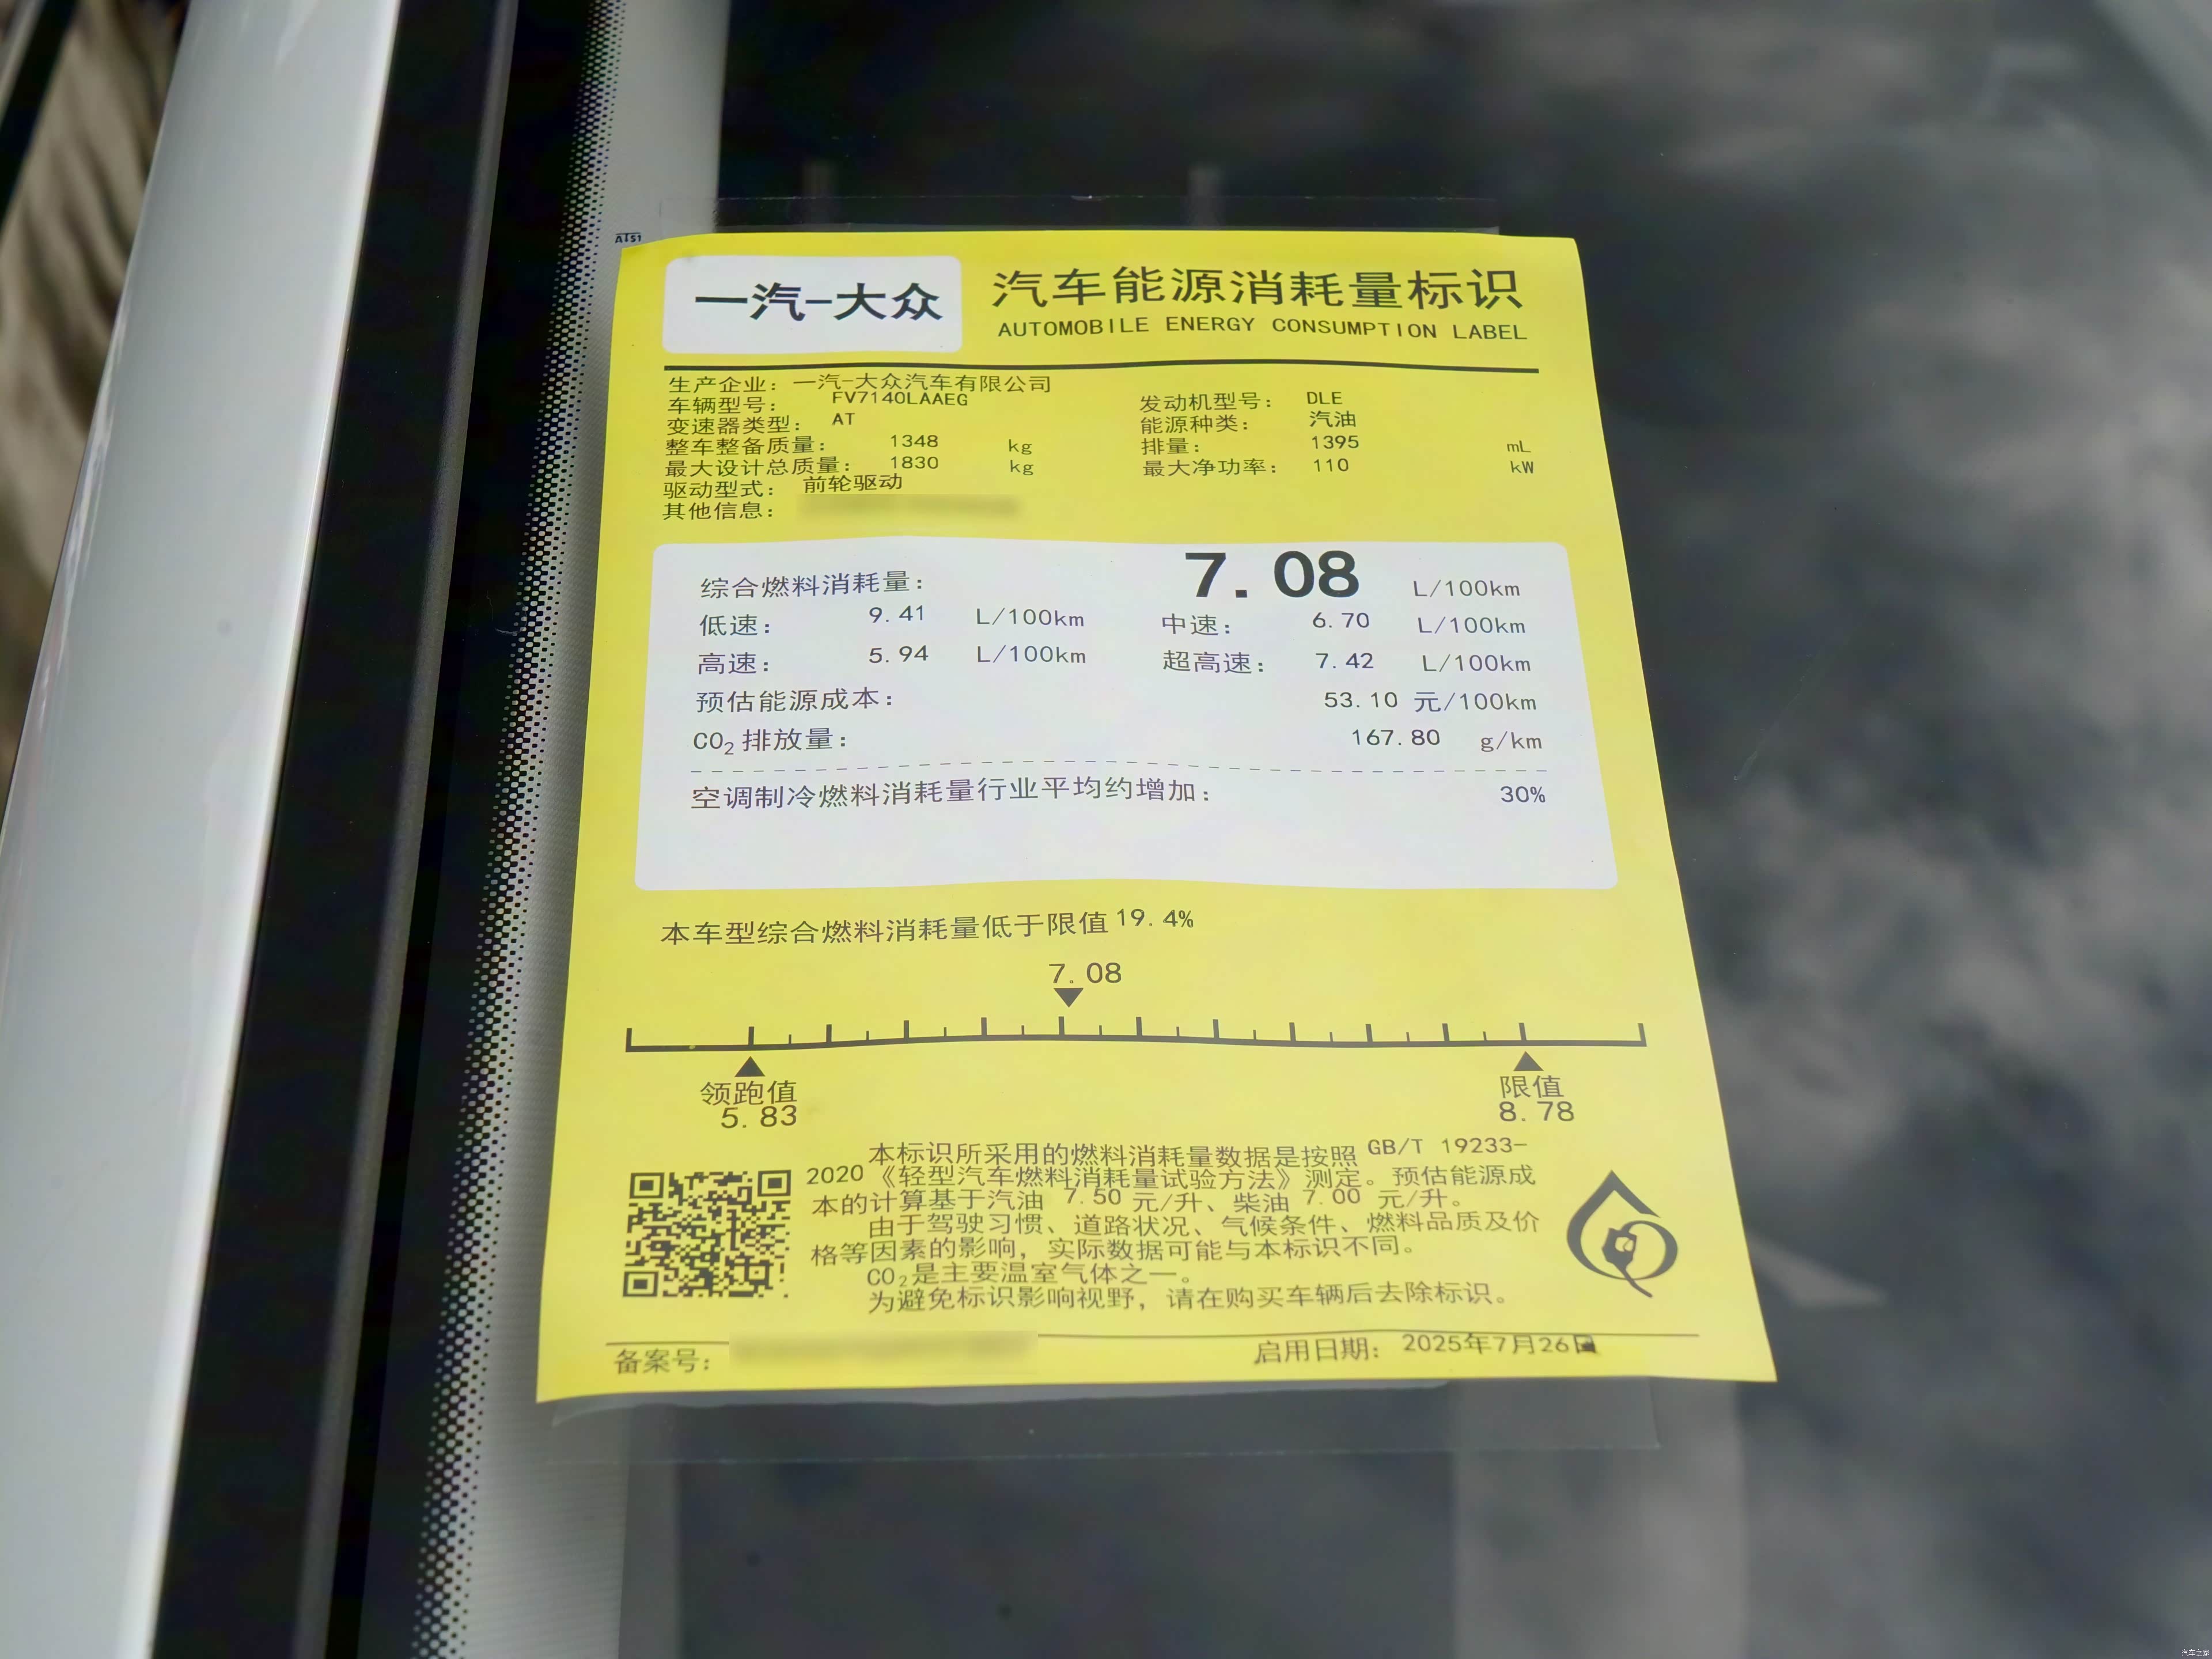 AIS1
一汽-大众
汽车能源消耗量标识
AUTOMOBILE ENERGY CONSUMPTION LABEL
生产企业：一汽-大众汽车有限公司
车辆型号： FV7140LAAEG 发动机型号： DLE
变速器类型： AT 能源种类： 汽油
整车整备质量： 1348 kg 排量： 1395 mL
最大设计总质量： 1830 kg 最大净功率： 110 kW
驱动型式： 前轮驱动
其他信息：
综合燃料消耗量： 7.08 L/100km
低速： 9.41 L/100km 中速： 6.70 L/100km
高速： 5.94 L/100km 超高速： 7.42 L/100km
预估能源成本： 53.10 元/100km
CO₂排放量： 167.80 g/km
空调制冷燃料消耗量行业平均约增加： 30%
本车型综合燃料消耗量低于限值19.4%
7.08
领跑值 限值
5.83 8.78
本标识所采用的燃料消耗量数据是按照 GB/T 19233-
2020《轻型汽车燃料消耗量试验方法》测定。预估能源成
本的计算基于汽油 7.50 元/升、柴油 7.00 元/升。
由于驾驶习惯、道路状况、气候条件、燃料品质及价
格等因素的影响，实际数据可能与本标识不同。
CO₂是主要温室气体之一。
为避免标识影响视野，请在购买车辆后去除标识。
备案号： 启用日期： 2025年7月26日
汽车之家